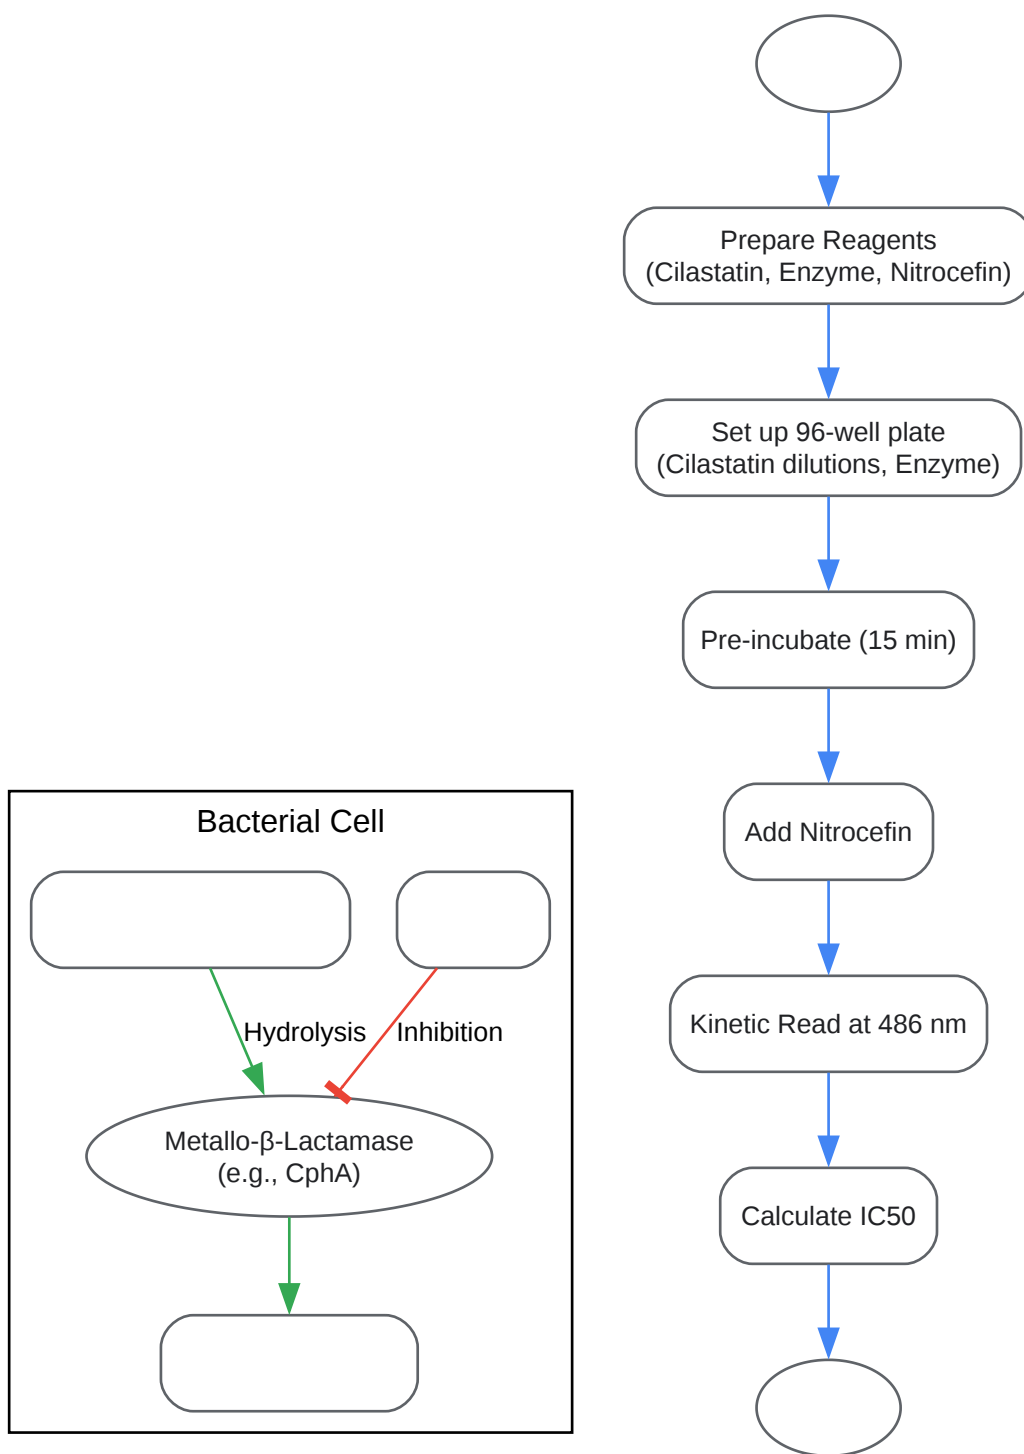 Prepare Reagents
(Cilastatin, Enzyme, Nitrocefin)
Set up 96-well plate
(Cilastatin dilutions, Enzyme)
Pre-incubate (15 min)
Add Nitrocefin
Kinetic Read at 486 nm
Calculate IC50
Bacterial Cell
Hydrolysis
Inhibition
Metallo-β-Lactamase
(e.g., CphA)